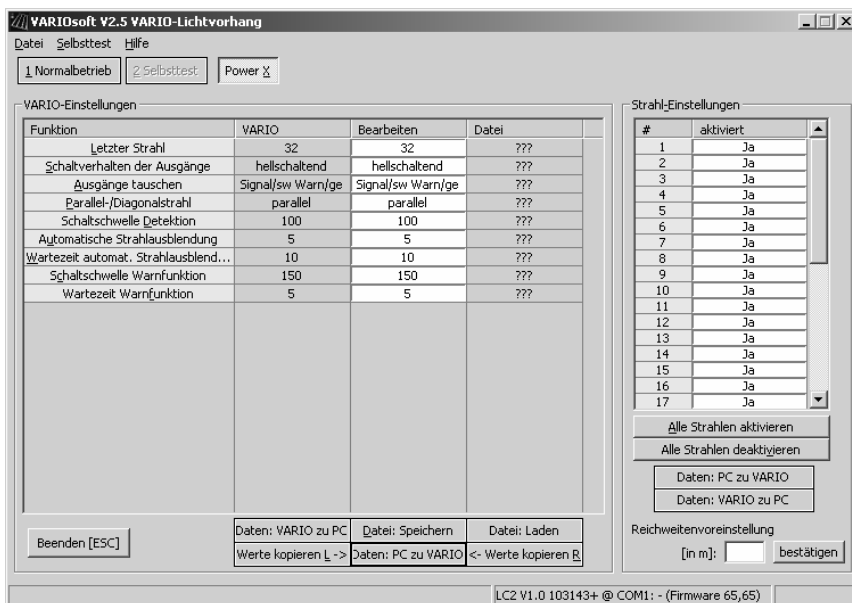 VARIOsoft V2.5 VARIO-Lichtvorhang
Datei Selbsttest Hilfe
1 Normalbetrieb 2 Selbsttest Power X
VARIO-Einstellungen
Funktion VARIO Bearbeiten Datei
Letzter Strahl 32 32 ???
Schaltverhalten der Ausgänge hellschaltend hellschaltend ???
Ausgänge tauschen Signal/sw Warn/ge Signal/sw Warn/ge ???
Parallel-/Diagonalstrahl parallel parallel ???
Schaltschwelle Detektion 100 100 ???
Automatische Strahlausblendung 5 5 ???
Wartezeit automat. Strahlausblend... 10 10 ???
Schaltschwelle Warnfunktion 150 150 ???
Wartezeit Warnfunktion 5 5 ???
Beenden [ESC]
Daten: VARIO zu PC Datei: Speichern Datei: Laden
Werte kopieren L -> Daten: PC zu VARIO <- Werte kopieren R
Strahl-Einstellungen
# aktiviert
1 Ja
2 Ja
3 Ja
4 Ja
5 Ja
6 Ja
7 Ja
8 Ja
9 Ja
10 Ja
11 Ja
12 Ja
13 Ja
14 Ja
15 Ja
16 Ja
17 Ja
Alle Strahlen aktivieren
Alle Strahlen deaktivieren
Daten: PC zu VARIO
Daten: VARIO zu PC
Reichweitenvoreinstellung
[in m]: bestätigen
LC2 V1.0 103143+ @ COM1: - (Firmware 65,65)